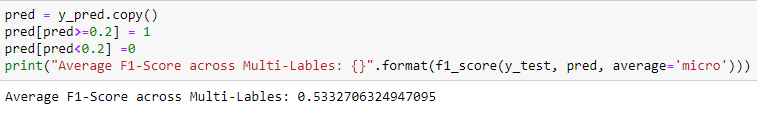 pred = y_pred.copy()
pred[pred>=0.2] = 1
pred[pred<0.2] =0
print("Average F1-Score across Multi-Lables: {}".format(f1_score(y_test, pred, average='micro')))
Average F1-Score across Multi-Lables: 0.5332706324947095